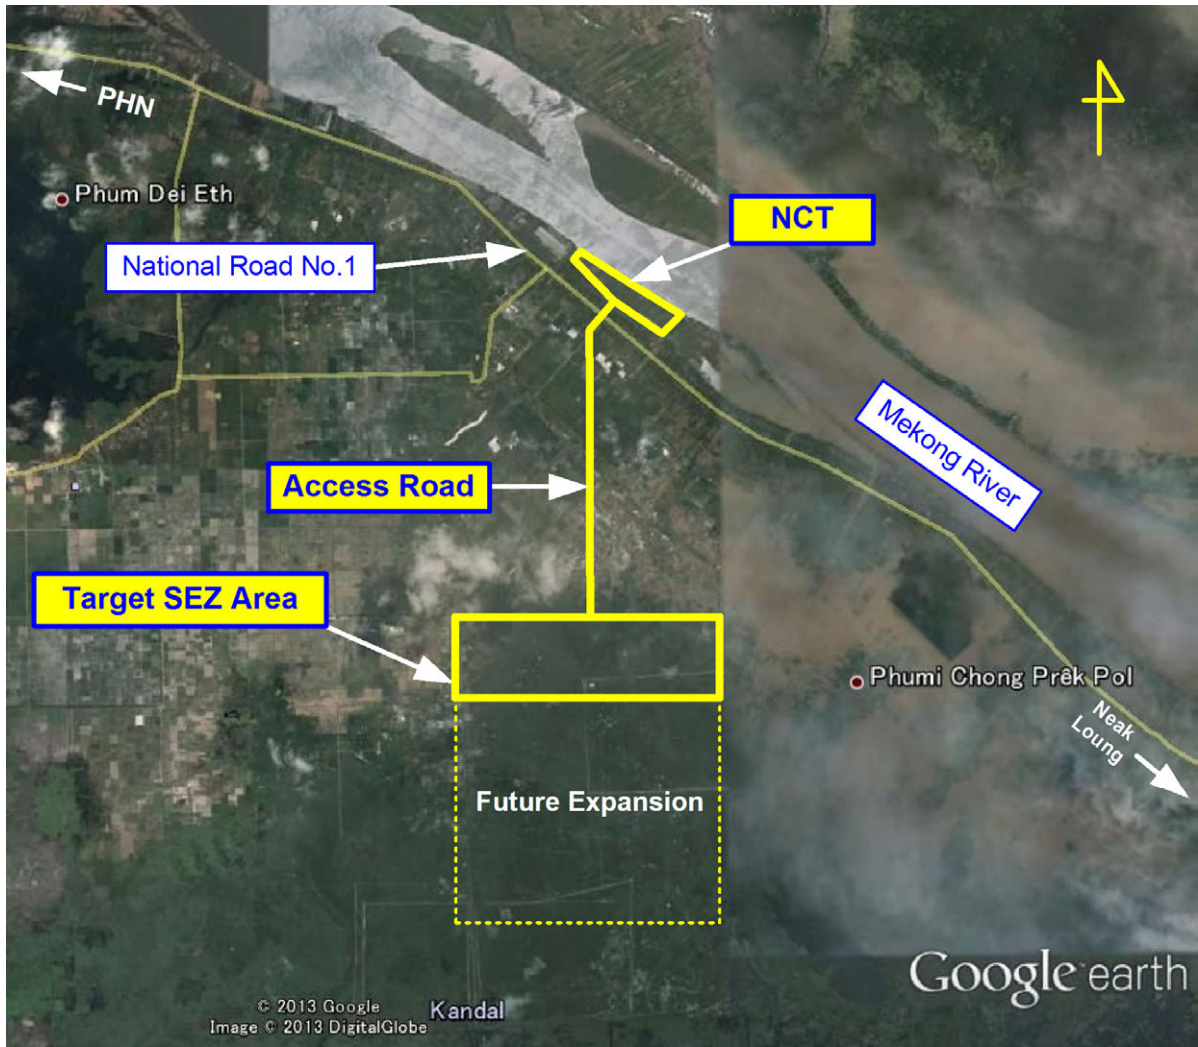 PHN
Phum Dei Eth
NCT
National Road No.1
Mekong River
Access Road
Target SEZ Area
Phumi Chong Prêk Pol
Neak
Loung
Future Expansion
Google earth
© 2013 Google
Image © 2013 DigitalGlobe
Kandal